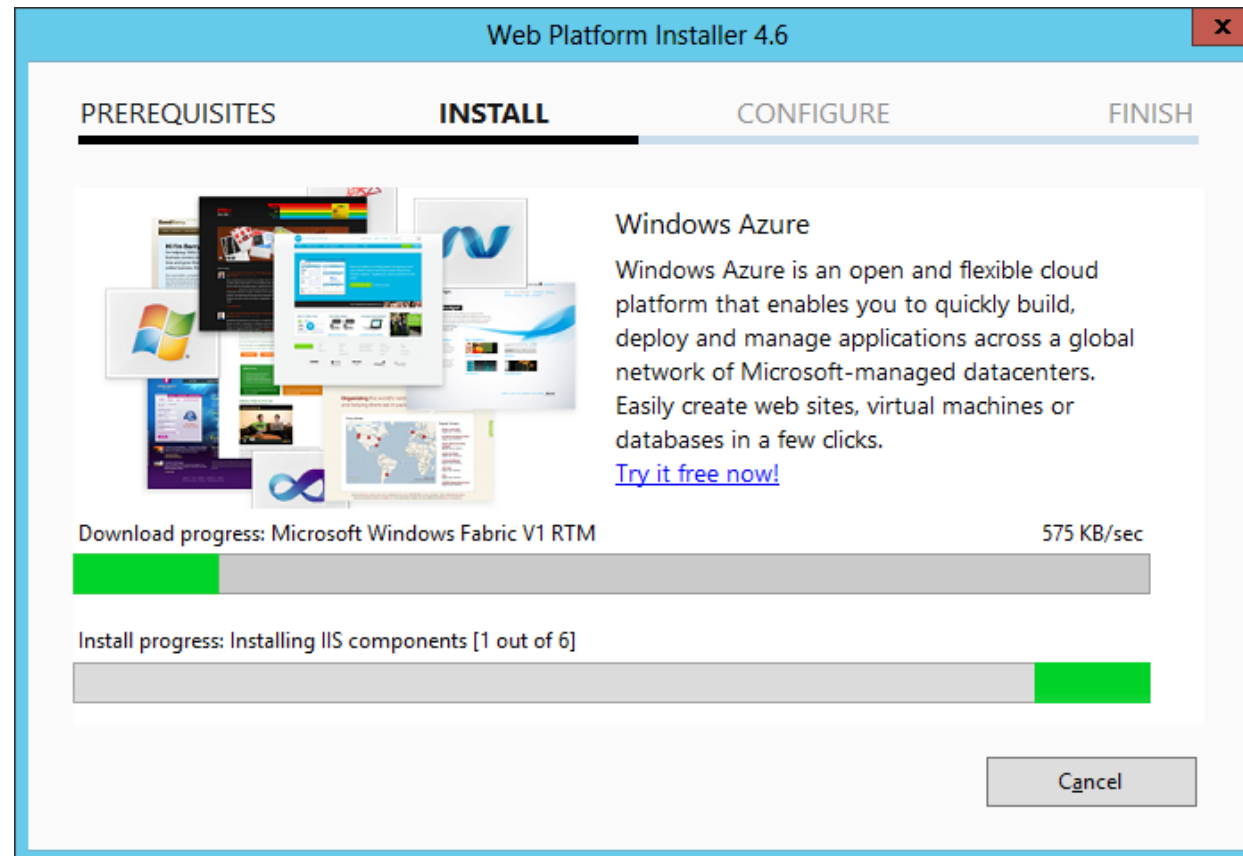 Web Platform Installer 4.6
x
PREREQUISITES INSTALL CONFIGURE FINISH
Windows Azure
Windows Azure is an open and flexible cloud
platform that enables you to quickly build,
deploy and manage applications across a global
network of Microsoft-managed datacenters.
Easily create web sites, virtual machines or
databases in a few clicks.
Try it free now!
Download progress: Microsoft Windows Fabric V1 RTM 575 KB/sec
Install progress: Installing IIS components [1 out of 6]
Cancel